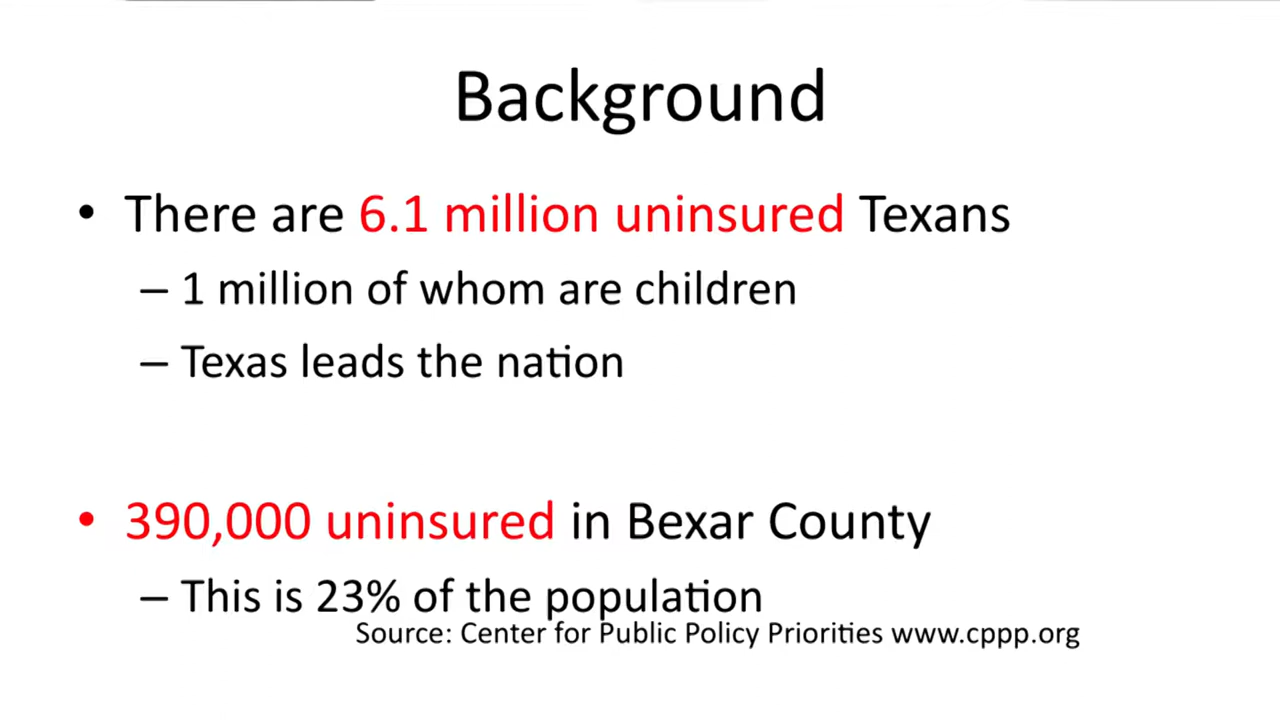 Background
• There are 6.1 million uninsured Texans
– 1 million of whom are children
– Texas leads the nation
• 390,000 uninsured in Bexar County
– This is 23% of the population
Source: Center for Public Policy Priorities www.cppp.org